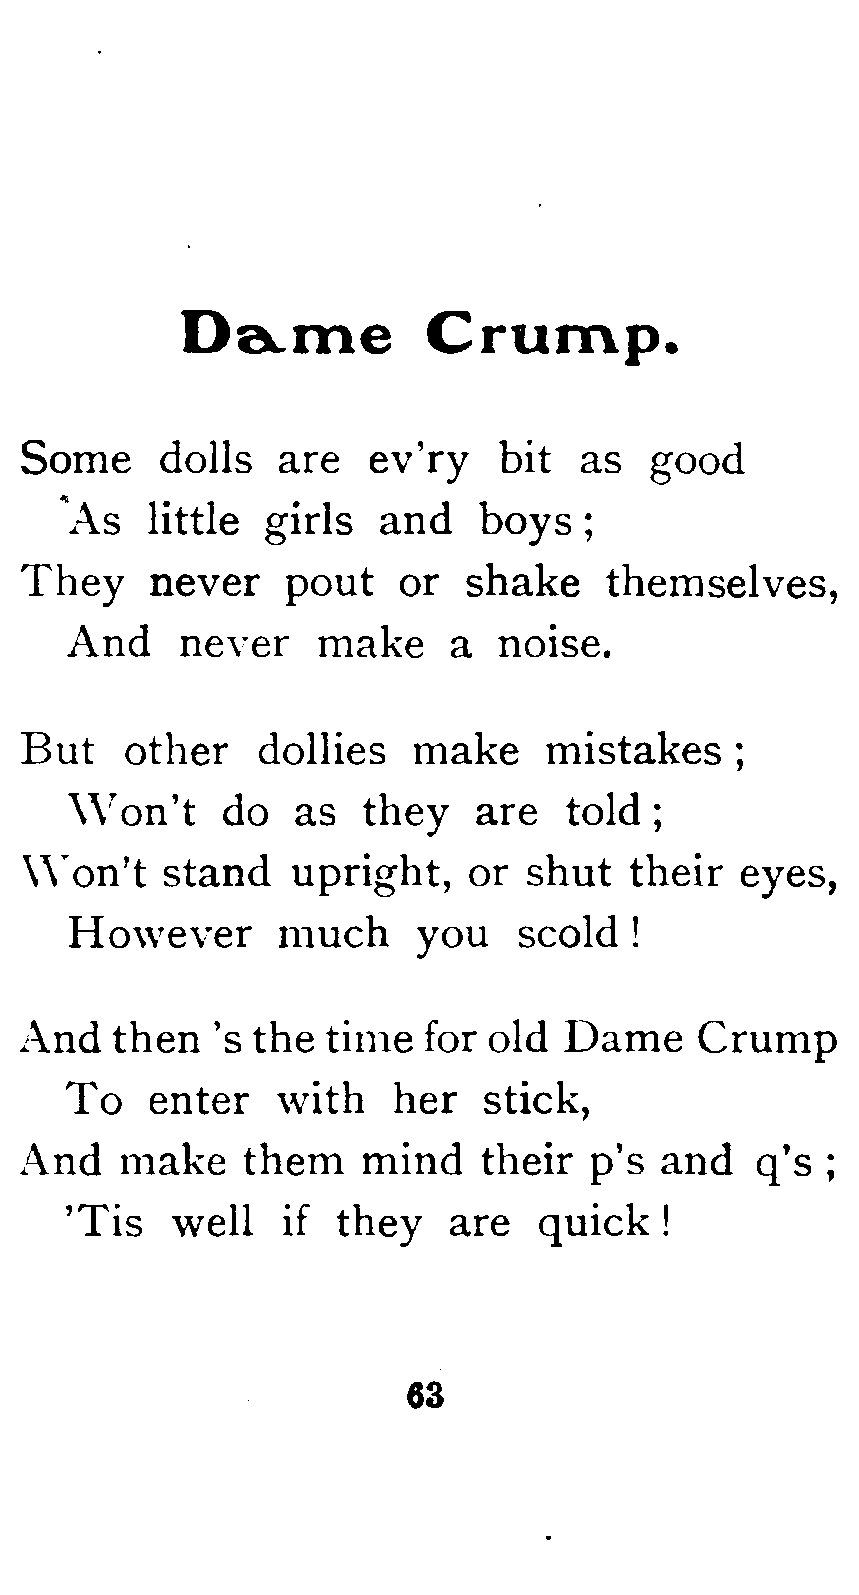 Dame Crump.
Some dolls are ev'ry bit as good
As little girls and boys ;
They never pout or shake themselves,
And never make a noise.
But other dollies make mistakes ;
Won't do as they are told ;
Won't stand upright, or shut their eyes,
However much you scold !
And then 's the time for old Dame Crump
To enter with her stick,
And make them mind their p's and q's ;
'Tis well if they are quick !
63